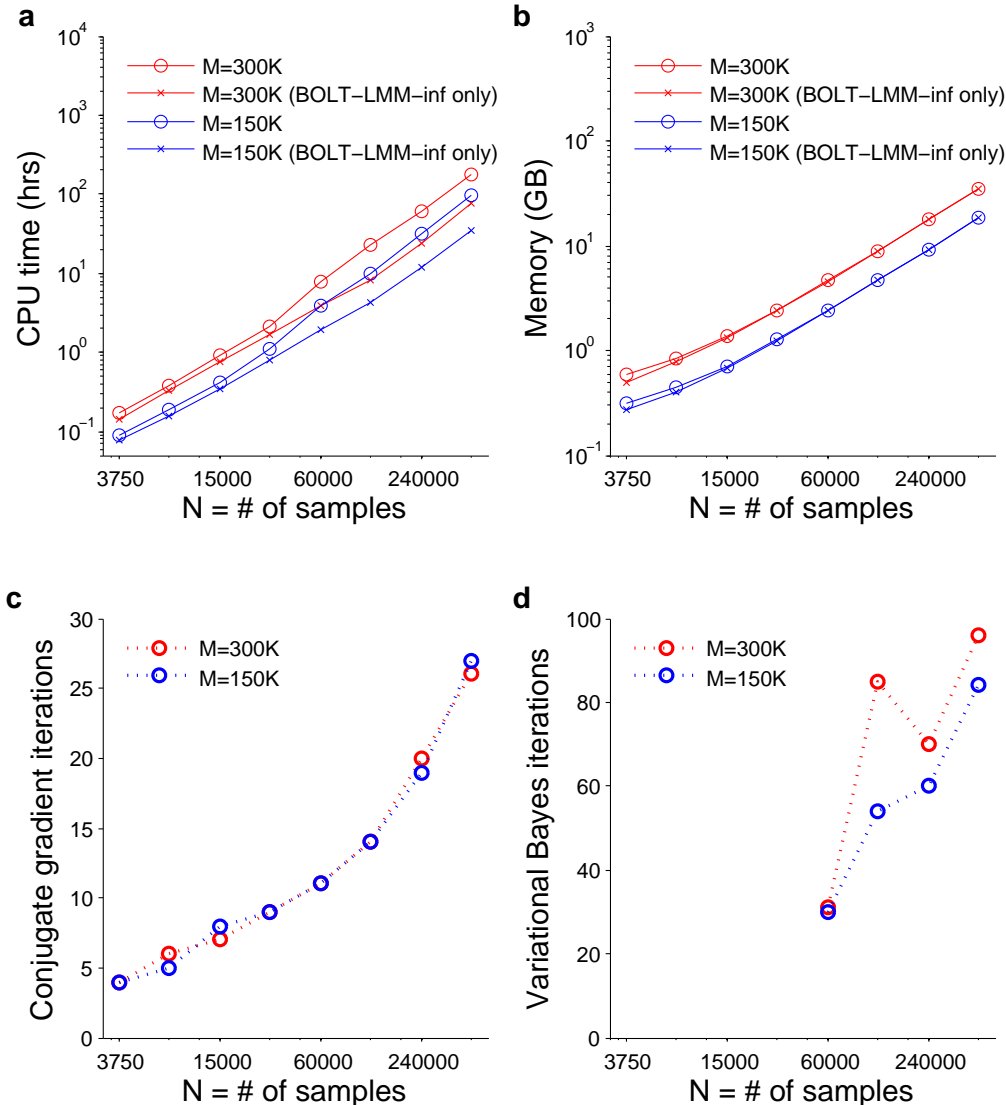 a
10^4
10^3
10^2
10^1
10^0
10^−1
CPU time (hrs)
M=300K
M=300K (BOLT−LMM−inf only)
M=150K
M=150K (BOLT−LMM−inf only)
3750 15000 60000 240000
N = # of samples
b
10^3
10^2
10^1
10^0
10^−1
Memory (GB)
M=300K
M=300K (BOLT−LMM−inf only)
M=150K
M=150K (BOLT−LMM−inf only)
3750 15000 60000 240000
N = # of samples
c
30
25
20
15
10
5
0
Conjugate gradient iterations
M=300K
M=150K
3750 15000 60000 240000
N = # of samples
d
100
80
60
40
20
0
Variational Bayes iterations
M=300K
M=150K
3750 15000 60000 240000
N = # of samples